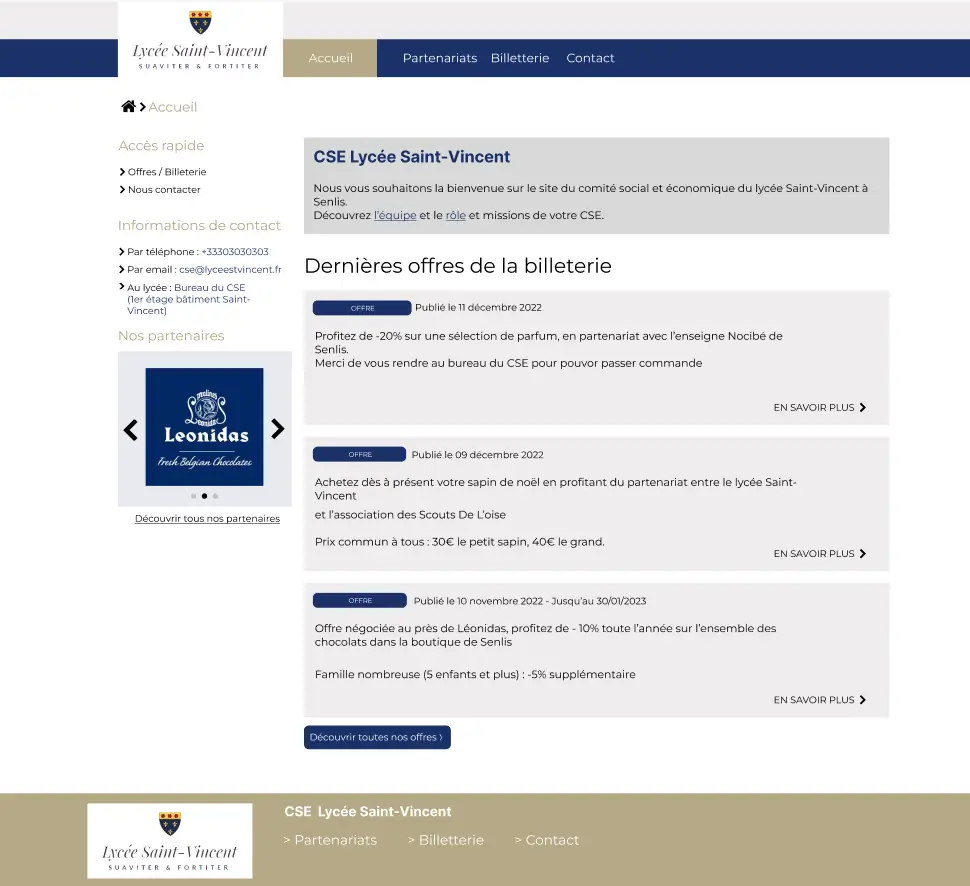 Lycée Saint-Vincent
SUAVITER & FORTITER
Accueil
Partenariats
Billetterie
Contact
Accueil
Accès rapide
Offres / Billeterie
Nous contacter
Informations de contact
Par téléphone : +33303030303
Par email : cse@lyceestvincent.fr
Au lycée : Bureau du CSE
(1er étage bâtiment Saint-
Vincent)
Nos partenaires
Leonidas
Fresh Belgian Chocolates
Découvrir tous nos partenaires
CSE Lycée Saint-Vincent
Nous vous souhaitons la bienvenue sur le site du comité social et économique du lycée Saint-Vincent à
Senlis.
Découvrez l'équipe et le rôle et missions de votre CSE.
Dernières offres de la billeterie
OFFRE
Publié le 11 décembre 2022
Profitez de -20% sur une sélection de parfum, en partenariat avec l'enseigne Nocibé de
Senlis.
Merci de vous rendre au bureau du CSE pour pouvor passer commande
EN SAVOIR PLUS
OFFRE
Publié le 09 décembre 2022
Achetez dès à présent votre sapin de noël en profitant du partenariat entre le lycée Saint-
Vincent
et l'association des Scouts De L'oise
Prix commun à tous : 30€ le petit sapin, 40€ le grand.
EN SAVOIR PLUS
OFFRE
Publié le 10 novembre 2022 - Jusqu'au 30/01/2023
Offre négociée au près de Léonidas, profitez de - 10% toute l'année sur l'ensemble des
chocolats dans la boutique de Senlis
Famille nombreuse (5 enfants et plus) : -5% supplémentaire
EN SAVOIR PLUS
Découvrir toutes nos offres ⟩
Lycée Saint-Vincent
SUAVITER & FORTITER
CSE  Lycée Saint-Vincent
> Partenariats
> Billetterie
> Contact